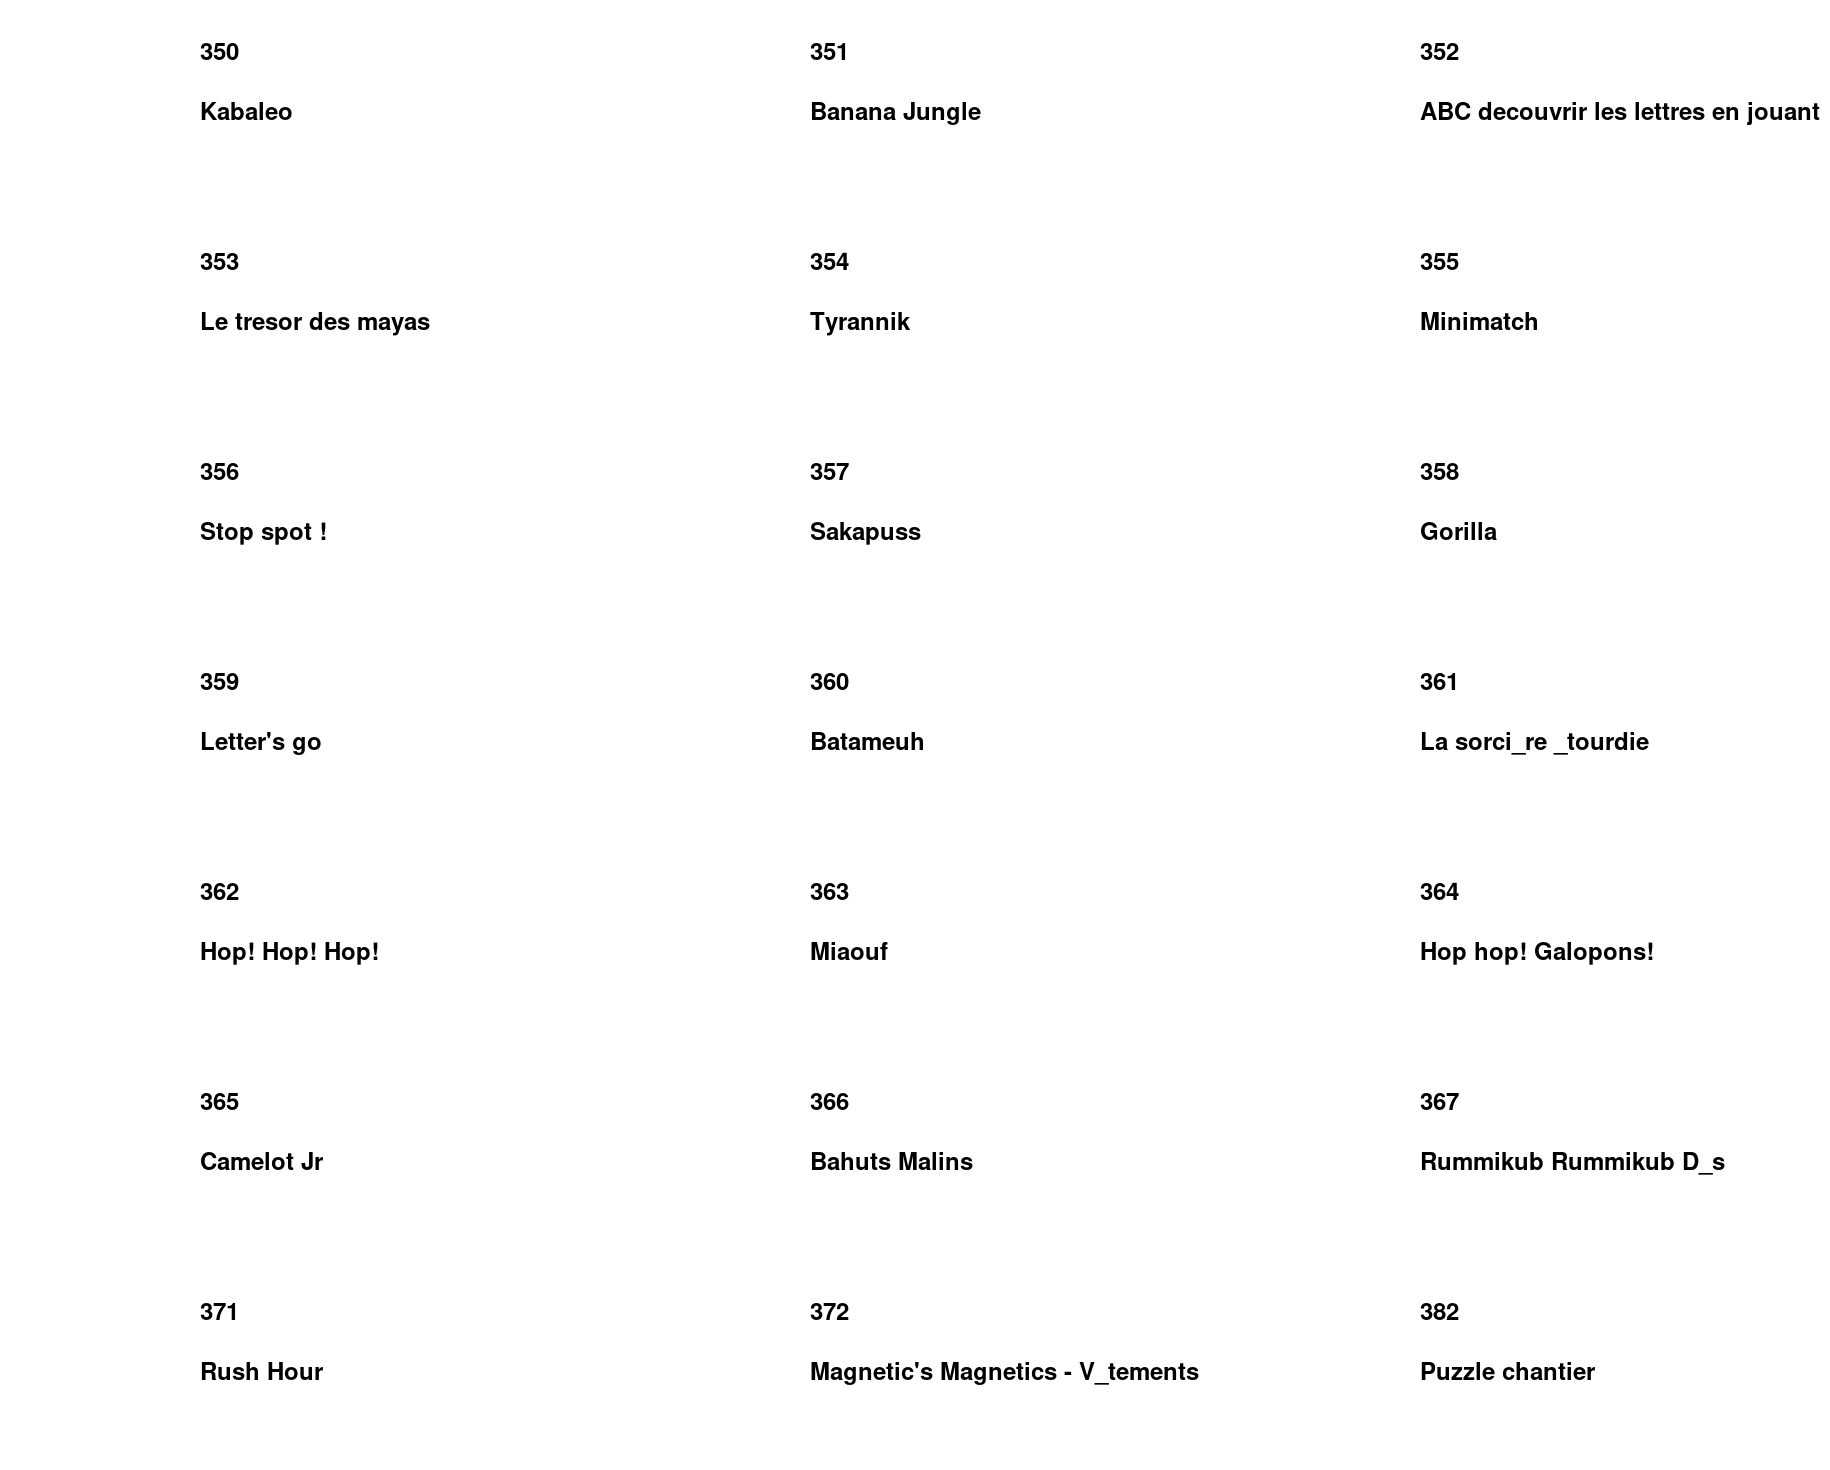 350
351
352
Kabaleo
Banana Jungle
ABC decouvrir les lettres en jouant
353
354
355
Le tresor des mayas
Tyrannik
Minimatch
356
357
358
Stop spot !
Sakapuss
Gorilla
359
360
361
Letter's go
Batameuh
La sorci_re _tourdie
362
363
364
Hop! Hop! Hop!
Miaouf
Hop hop! Galopons!
365
366
367
Camelot Jr
Bahuts Malins
Rummikub Rummikub D_s
371
372
382
Rush Hour
Magnetic's Magnetics - V_tements
Puzzle chantier